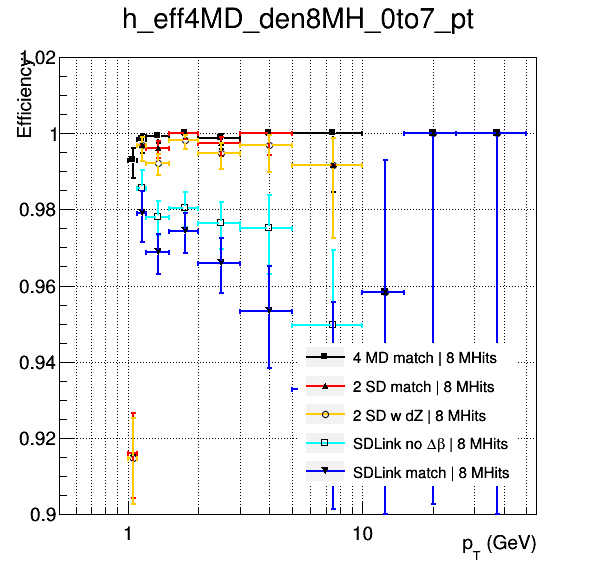 h_eff4MD_den8MH_0to7_pt
Efficiency
1.02
1
0.98
0.96
0.94
0.92
0.9
4 MD match | 8 MHits
2 SD match | 8 MHits
2 SD w dZ | 8 MHits
SDLink no Δβ | 8 MHits
SDLink match | 8 MHits
1
10
p_T (GeV)